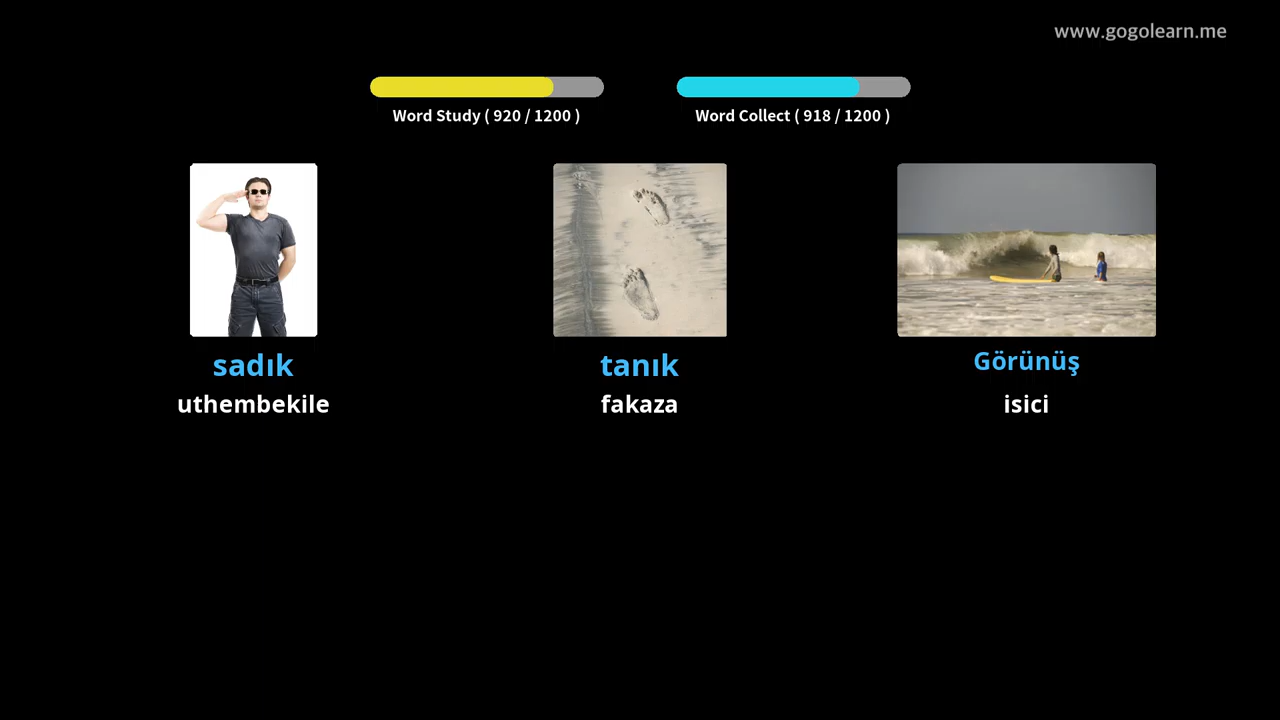 www.gogolearn.me
Word Study ( 920 / 1200 )
Word Collect ( 918 / 1200 )
sadık
tanık
Görünüş
uthembekile
fakaza
isici